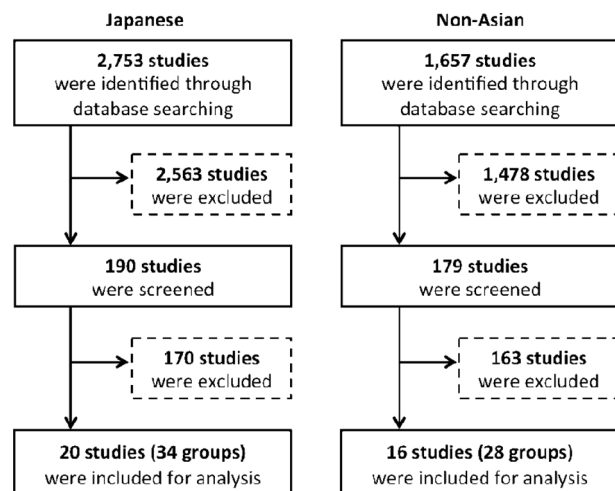 Japanese
2,753 studies
were identified through
database searching
2,563 studies
were excluded
190 studies
were screened
170 studies
were excluded
20 studies (34 groups)
were included for analysis
Non-Asian
1,657 studies
were identified through
database searching
1,478 studies
were excluded
179 studies
were screened
163 studies
were excluded
16 studies (28 groups)
were included for analysis